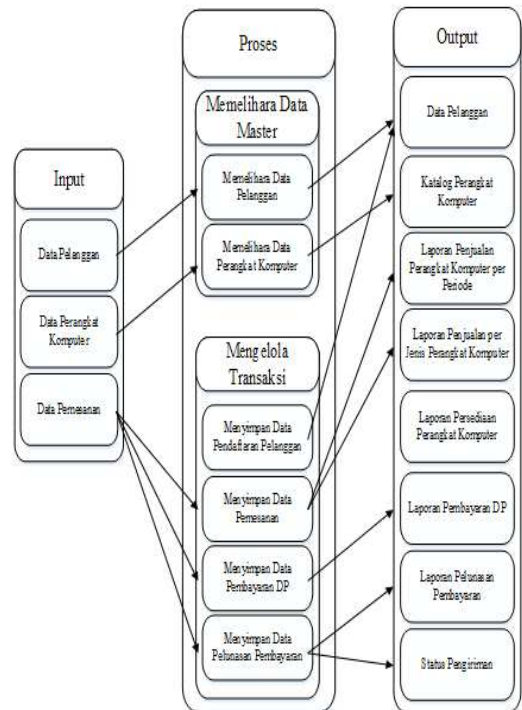 Input
Data Pelanggan
Data Perangkat
Komputer
Data Pemesanan
Proses
Memelihara Data
Master
Memelihara Data
Pelanggan
Memelihara Data
Perangkat Komputer
Mengelola
Transaksi
Menyimpan Data
Pendaftaran Pelanggan
Menyimpan Data
Pemesanan
Menyimpan Data
Pembayaran DP
Menyimpan Data
Pelunasan Pembayaran
Output
Data Pelanggan
Katalog Perangkat
Komputer
Laporan Penjualan
Perangkat Komputer per
Periode
Laporan Penjualan per
Jenis Perangkat Komputer
Laporan Persediaan
Perangkat Komputer
Laporan Pembayaran DP
Laporan Pelunasan
Pembayaran
Status Pengiriman